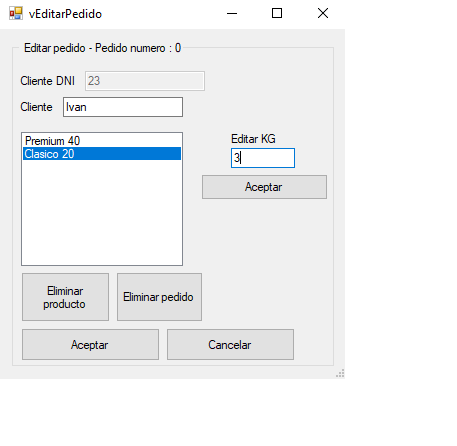 vEditarPedido
Editar pedido - Pedido numero : 0
Cliente DNI 23
Cliente Ivan
Premium 40
Clasico 20
Editar KG
3
Aceptar
Eliminar
producto
Eliminar pedido
Aceptar
Cancelar